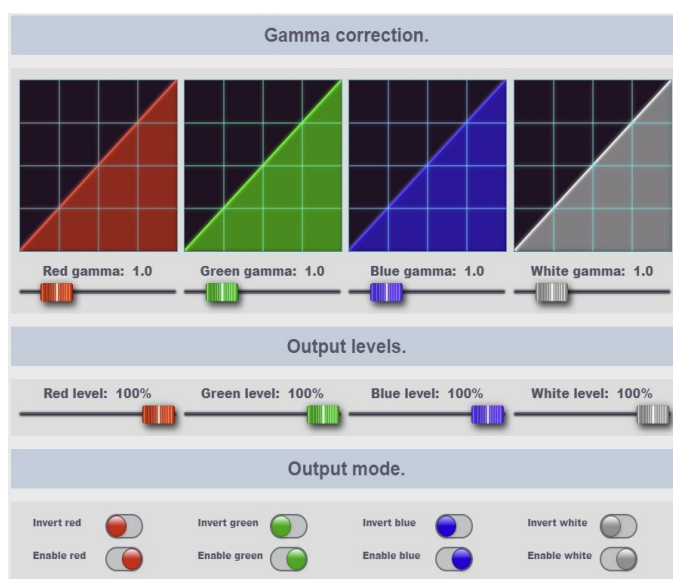 Gamma correction.
Red gamma: 1.0 Green gamma: 1.0 Blue gamma: 1.0 White gamma: 1.0
Output levels.
Red level: 100% Green level: 100% Blue level: 100% White level: 100%
Output mode.
Invert red Invert green Invert blue Invert white
Enable red Enable green Enable blue Enable white